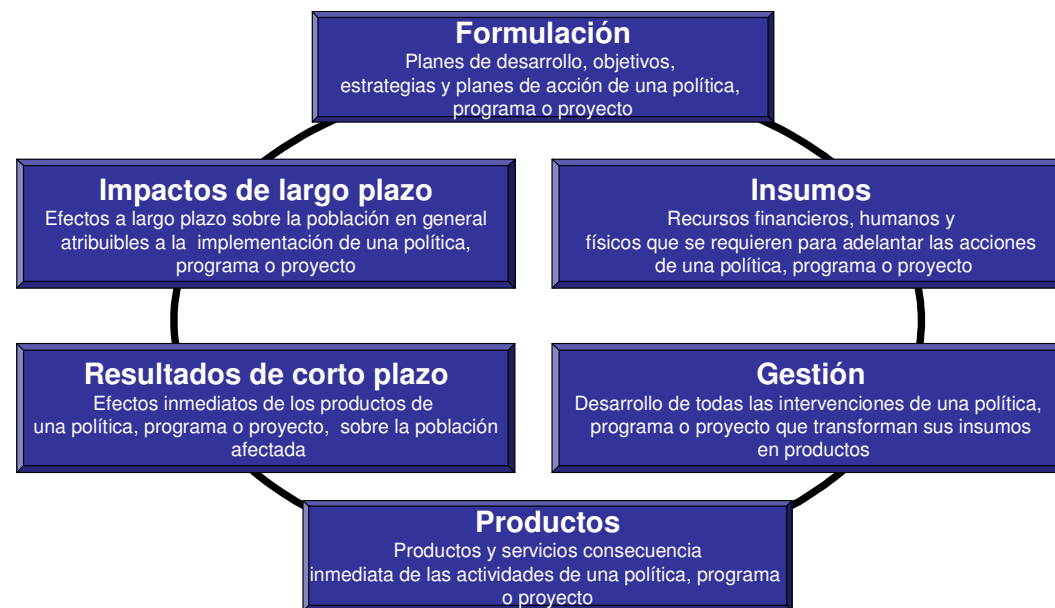 Formulación
Planes de desarrollo, objetivos,
estrategias y planes de acción de una política,
programa o proyecto
Impactos de largo plazo
Efectos a largo plazo sobre la población en general
atribuibles a la implementación de una política,
programa o proyecto
Insumos
Recursos financieros, humanos y
físicos que se requieren para adelantar las acciones
de una política, programa o proyecto
Resultados de corto plazo
Efectos inmediatos de los productos de
una política, programa o proyecto, sobre la población
afectada
Gestión
Desarrollo de todas las intervenciones de una política,
programa o proyecto que transforman sus insumos
en productos
Productos
Productos y servicios consecuencia
inmediata de las actividades de una política, programa
o proyecto